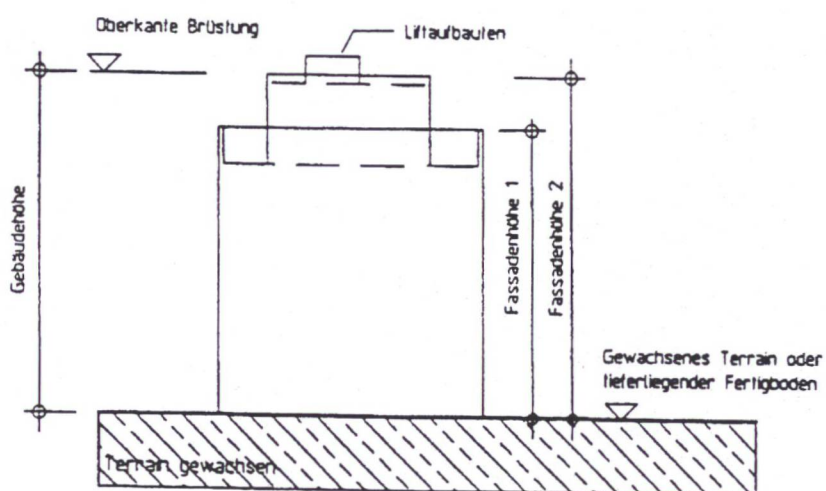 Oberkante Brüstung
Liftaufbauten
Gebäudehöhe
Fassadenhöhe 1
Fassadenhöhe 2
Gewachsenes Terrain oder
tieferliegender Fertigboden
Terrain gewachsen